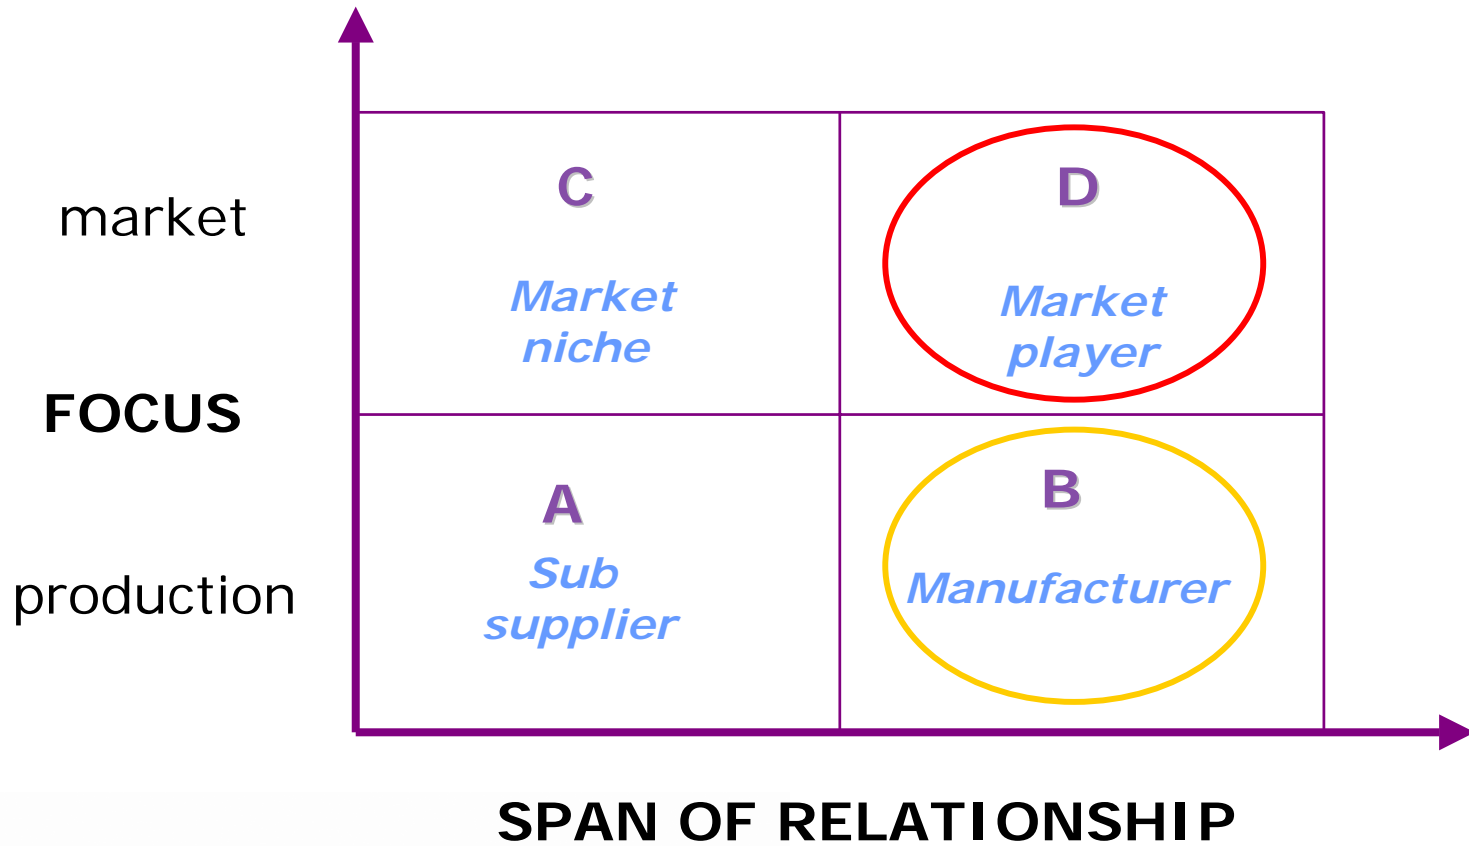 C
D
market
Market
niche
Market
player
FOCUS
A
B
Sub
supplier
Manufacturer
production
SPAN OF RELATIONSHIP